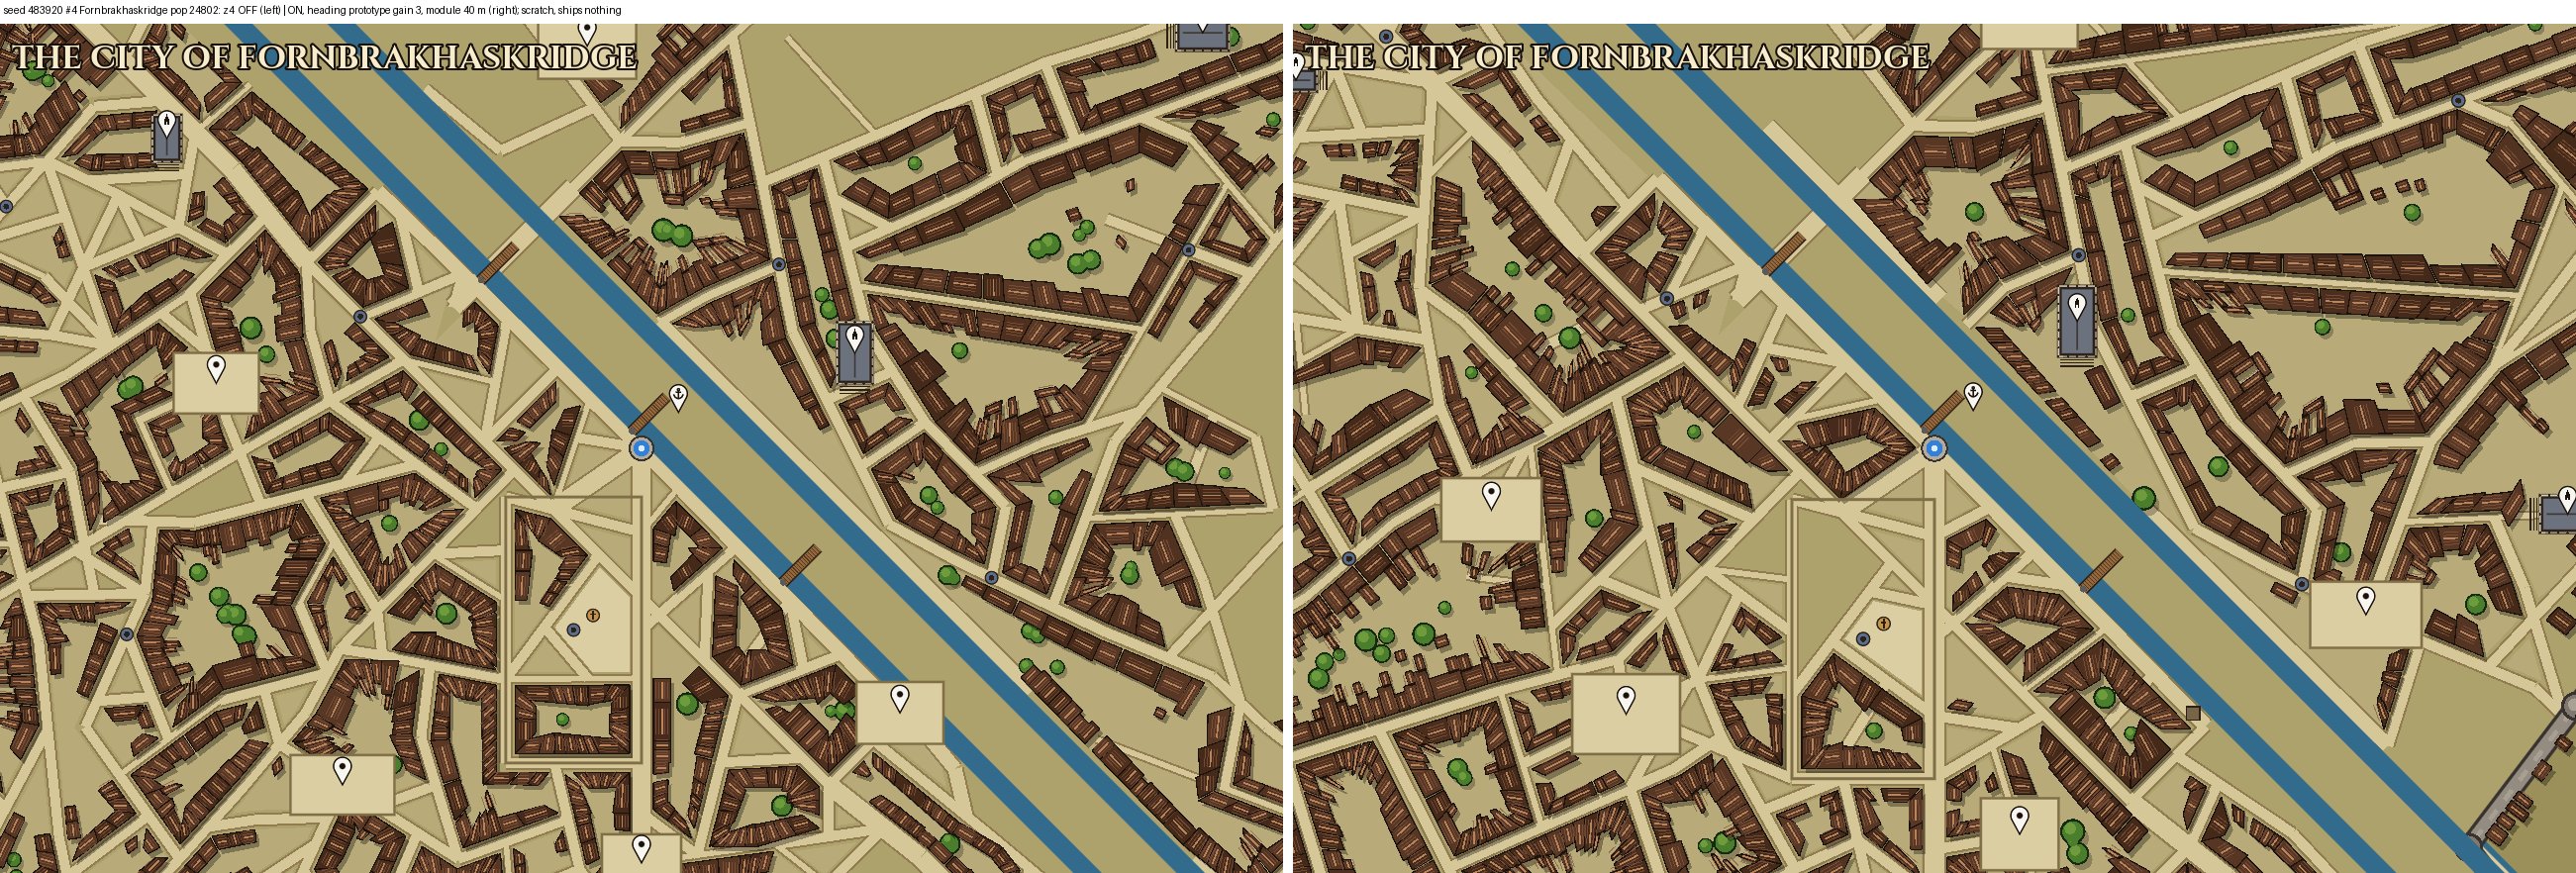 seed 483920 #4 Fornbrakhaskridge pop 24802: z4 OFF (left) | ON, heading prototype gain 3, module 40 m (right); scratch, ships nothing
THE CITY OF FORNBRAKHASKRIDGE
THE CITY OF FORNBRAKHASKRIDGE